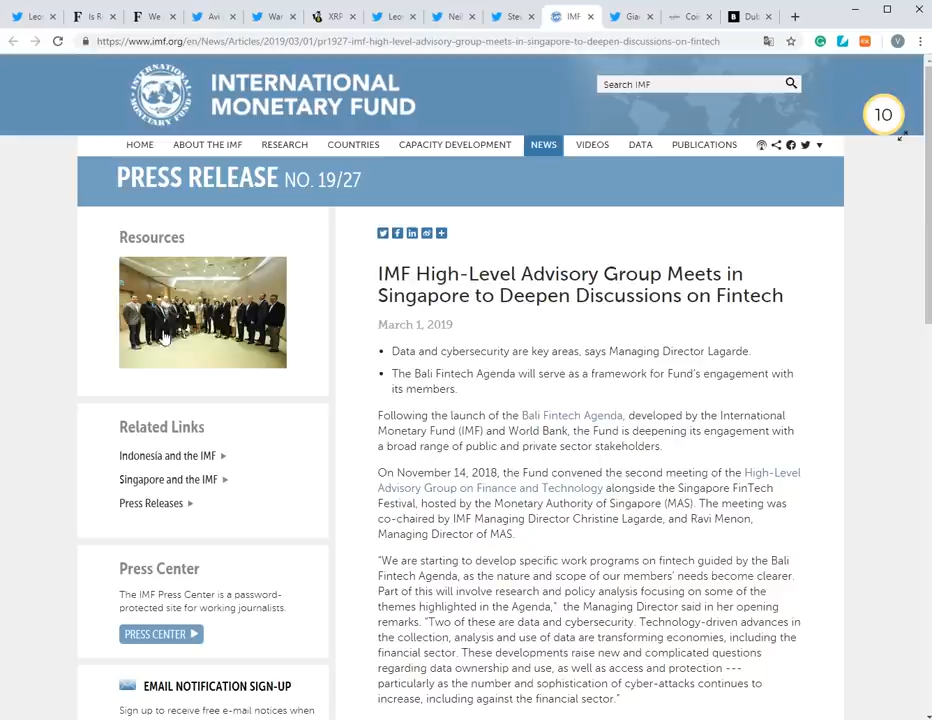 Leo
Is R
We
Avi
War
XRP
Leo
Nei
Ste
IMF
Gia
Coi
Dub
https://www.imf.org/en/News/Articles/2019/03/01/pr1927-imf-high-level-advisory-group-meets-in-singapore-to-deepen-discussions-on-fintech
V
INTERNATIONAL
MONETARY FUND
Search IMF
10
HOME ABOUT THE IMF RESEARCH COUNTRIES CAPACITY DEVELOPMENT NEWS VIDEOS DATA PUBLICATIONS
PRESS RELEASE NO. 19/27
Resources
Related Links
Indonesia and the IMF
Singapore and the IMF
Press Releases
Press Center
The IMF Press Center is a password-
protected site for working journalists.
PRESS CENTER
EMAIL NOTIFICATION SIGN-UP
Sign up to receive free e-mail notices when
IMF High-Level Advisory Group Meets in
Singapore to Deepen Discussions on Fintech
March 1, 2019
• Data and cybersecurity are key areas, says Managing Director Lagarde.
• The Bali Fintech Agenda will serve as a framework for Fund's engagement with
its members.
Following the launch of the Bali Fintech Agenda, developed by the International
Monetary Fund (IMF) and World Bank, the Fund is deepening its engagement with
a broad range of public and private sector stakeholders.
On November 14, 2018, the Fund convened the second meeting of the High-Level
Advisory Group on Finance and Technology alongside the Singapore FinTech
Festival, hosted by the Monetary Authority of Singapore (MAS). The meeting was
co-chaired by IMF Managing Director Christine Lagarde, and Ravi Menon,
Managing Director of MAS.
"We are starting to develop specific work programs on fintech guided by the Bali
Fintech Agenda, as the nature and scope of our members' needs become clearer.
Part of this will involve research and policy analysis focusing on some of the
themes highlighted in the Agenda," the Managing Director said in her opening
remarks. "Two of these are data and cybersecurity. Technology-driven advances in
the collection, analysis and use of data are transforming economies, including the
financial sector. These developments raise new and complicated questions
regarding data ownership and use, as well as access and protection ---
particularly as the number and sophistication of cyber-attacks continues to
increase, including against the financial sector."